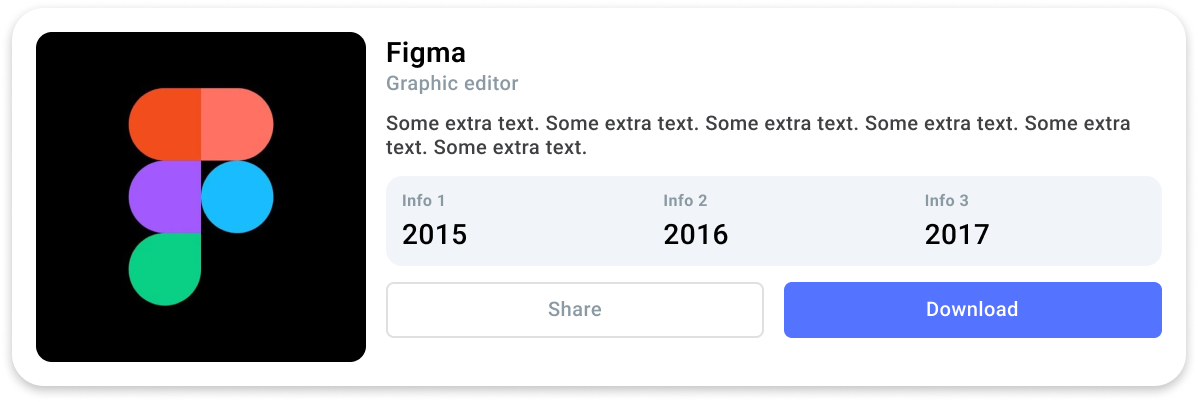 Figma
Graphic editor
Some extra text. Some extra text. Some extra text. Some extra text. Some extra
text. Some extra text.
Info 1 Info 2 Info 3
2015 2016 2017
Share Download